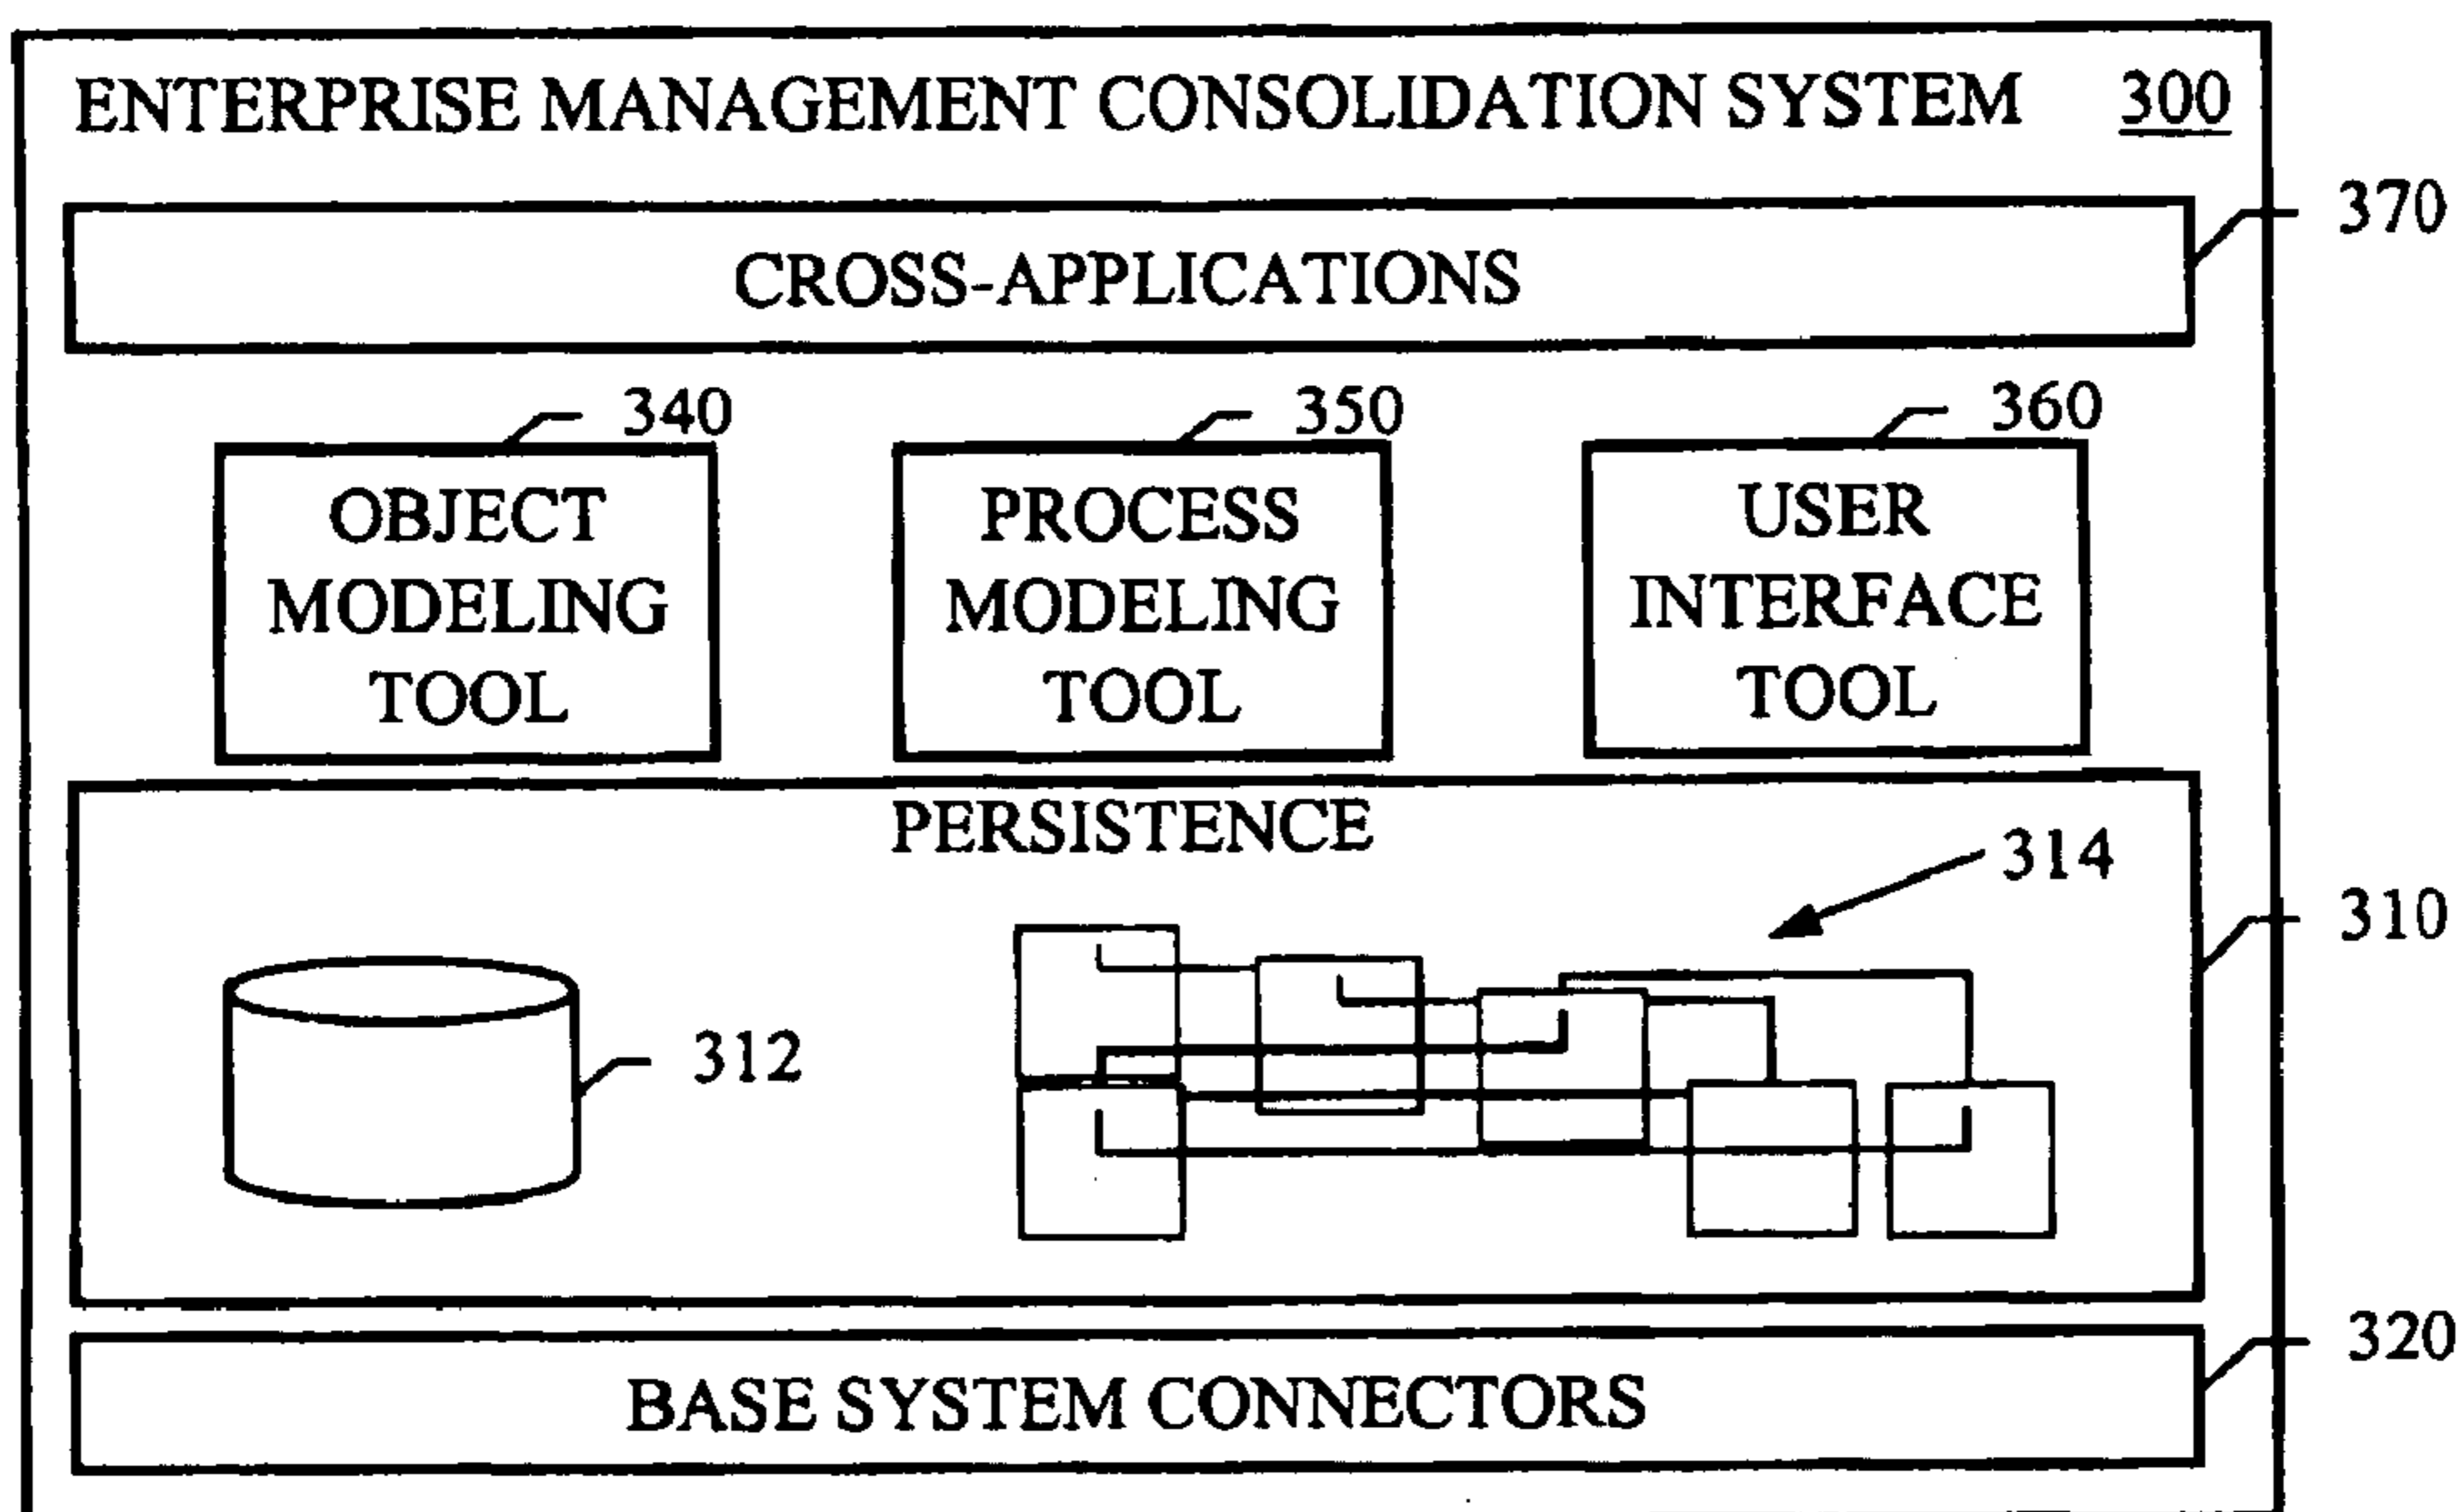 ENTERPRISE MANAGEMENT CONSOLIDATION SYSTEM 300
370
CROSS-APPLICATIONS
340
350
360
OBJECT
MODELING
TOOL
PROCESS
MODELING
TOOL
USER
INTERFACE
TOOL
PERSISTENCE
314
310
312
320
BASE SYSTEM CONNECTORS